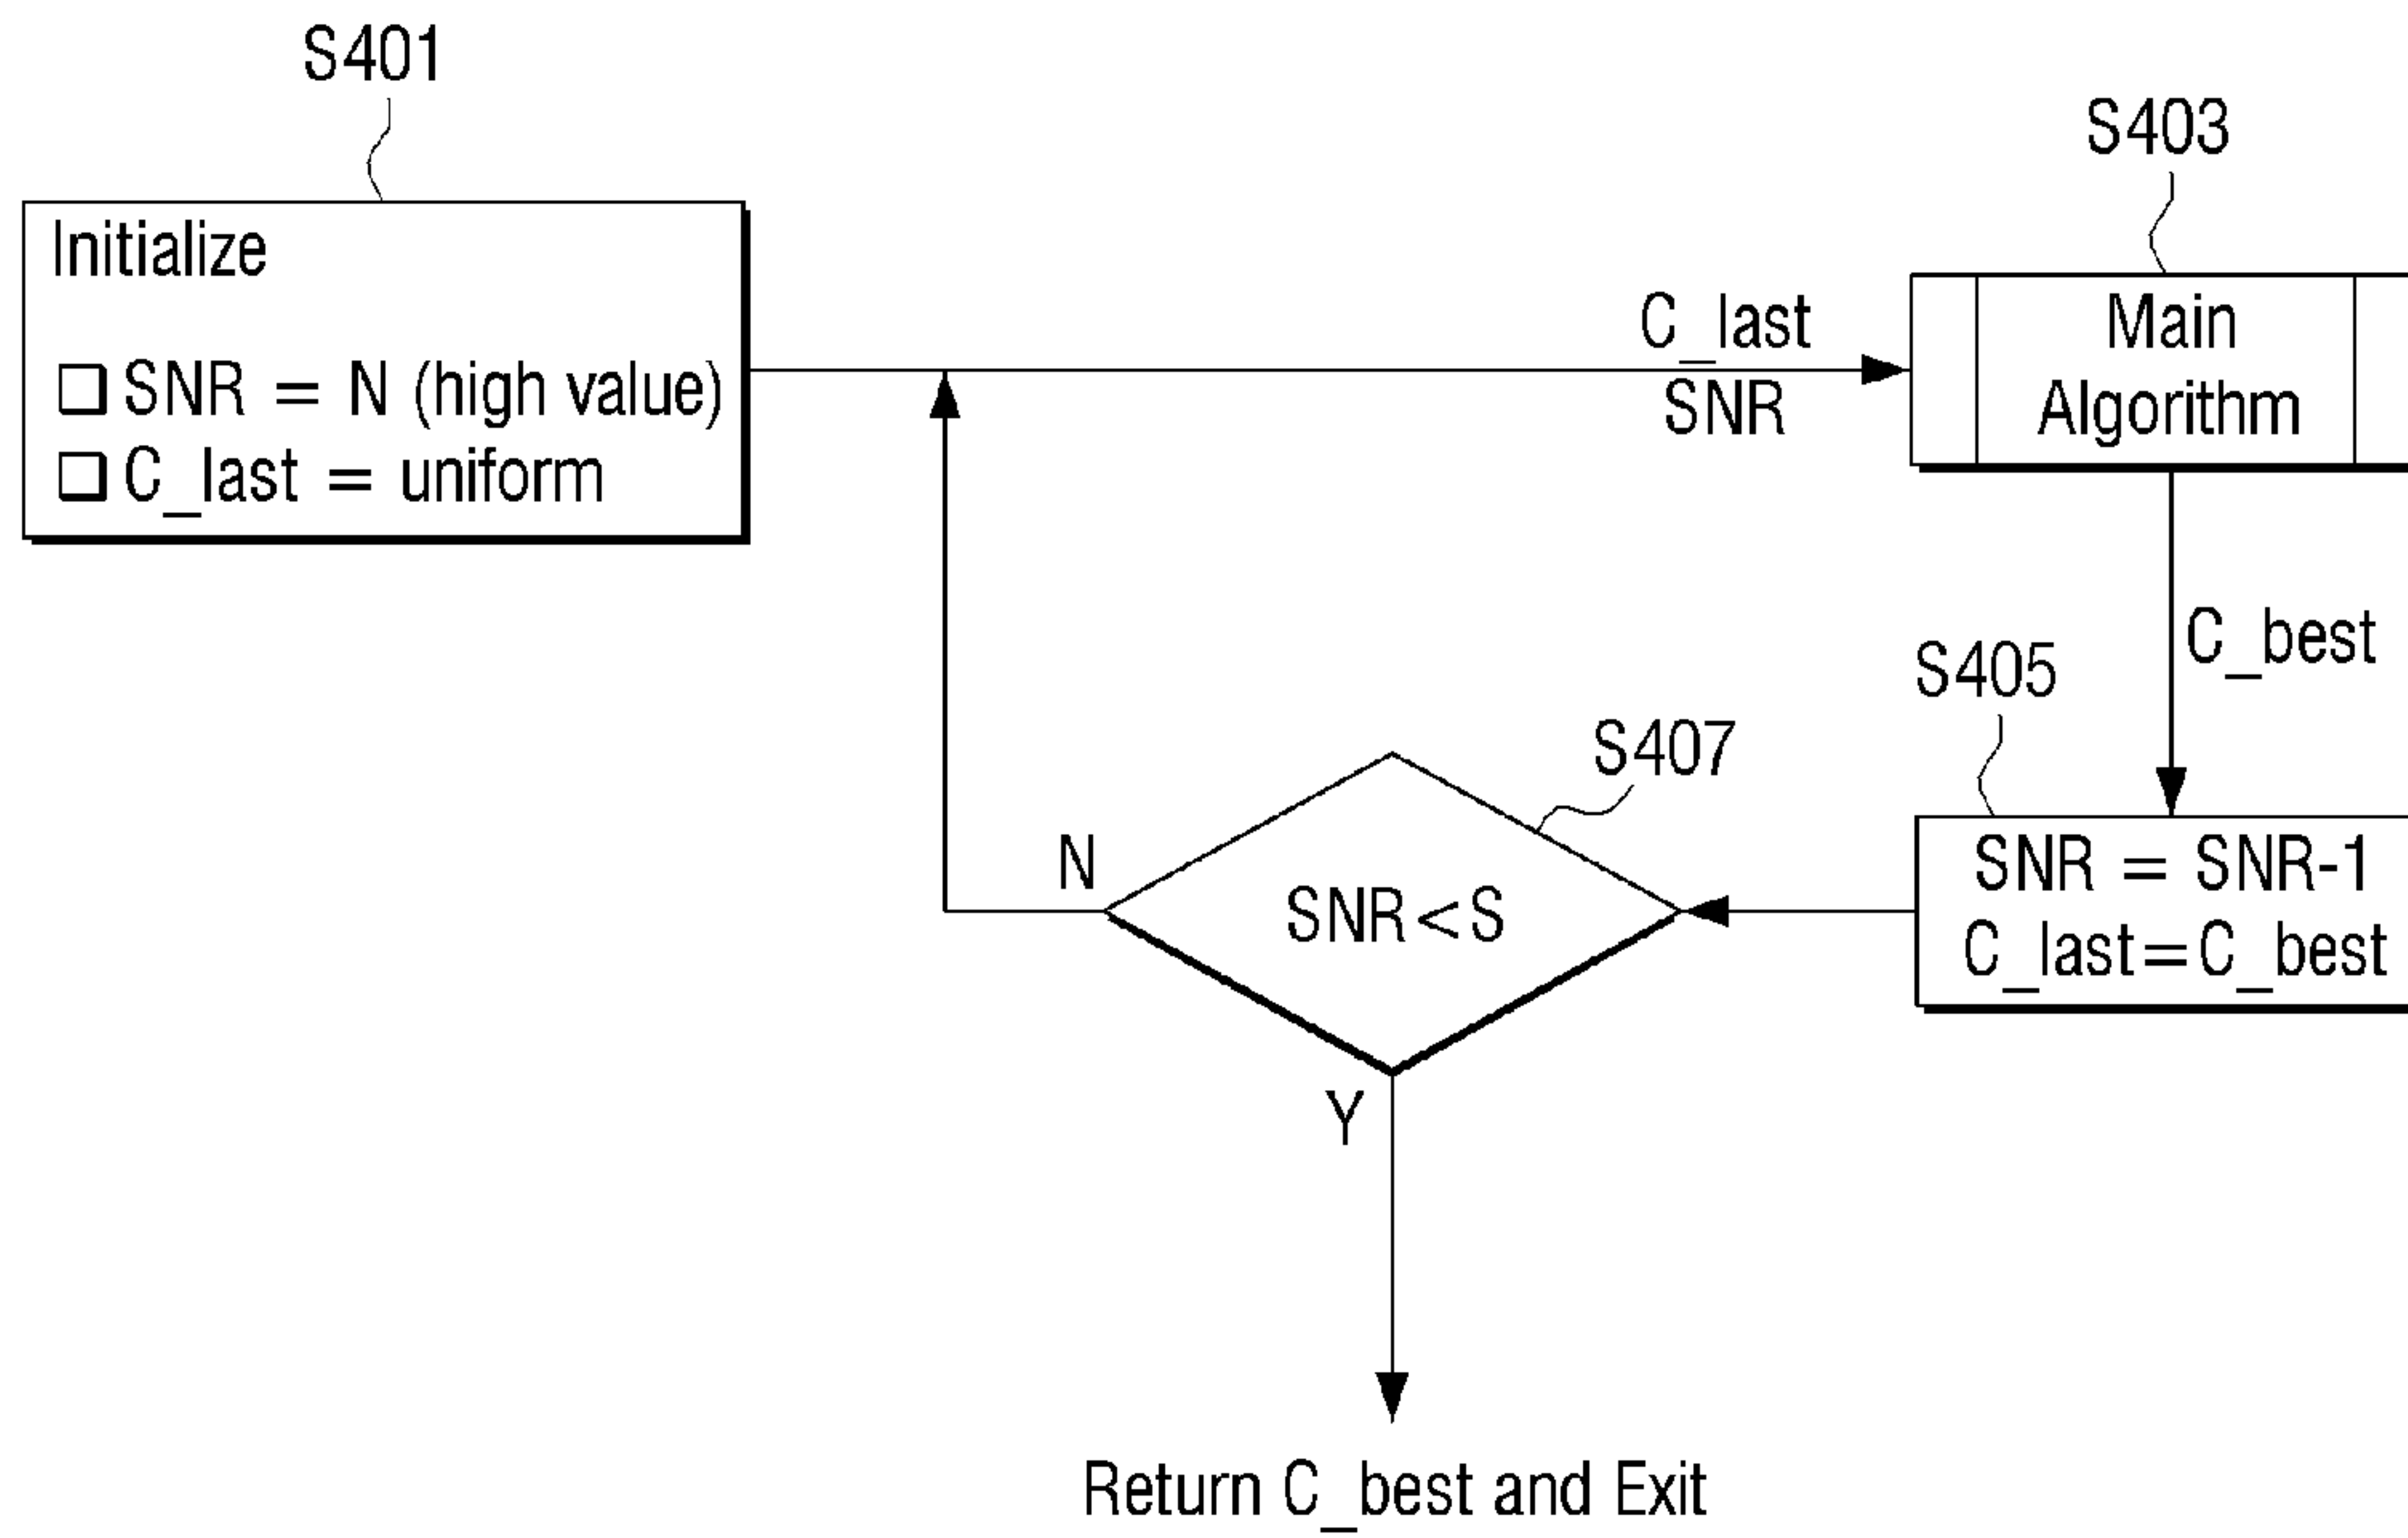 S401
Initialize
SNR = N (high value)
C_last = uniform
C_last
SNR
S403
Main
Algorithm
C_best
S405
SNR = SNR-1
C_last=C_best
S407
SNR<S
N
Y
Return C_best and Exit